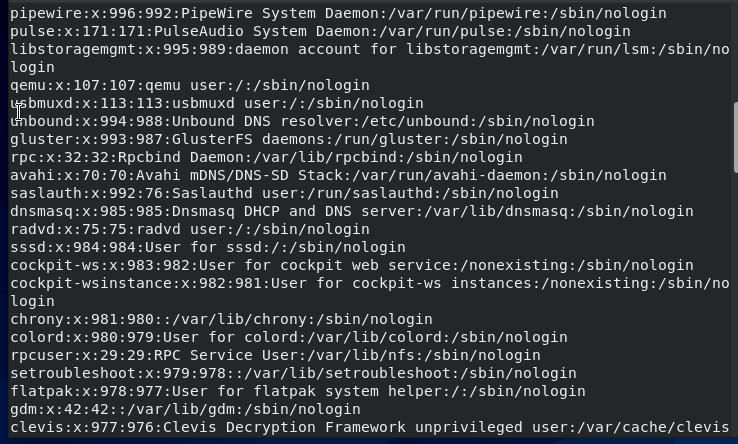 pipewire:x:996:992:PipeWire System Daemon:/var/run/pipewire:/sbin/nologin
pulse:x:171:171:PulseAudio System Daemon:/var/run/pulse:/sbin/nologin
libstoragemgmt:x:995:989:daemon account for libstoragemgmt:/var/run/lsm:/sbin/no
login
qemu:x:107:107:qemu user:/:/sbin/nologin
usbmuxd:x:113:113:usbmuxd user:/:/sbin/nologin
unbound:x:994:988:Unbound DNS resolver:/etc/unbound:/sbin/nologin
gluster:x:993:987:GlusterFS daemons:/run/gluster:/sbin/nologin
rpc:x:32:32:Rpcbind Daemon:/var/lib/rpcbind:/sbin/nologin
avahi:x:70:70:Avahi mDNS/DNS-SD Stack:/var/run/avahi-daemon:/sbin/nologin
saslauth:x:992:76:Saslauthd user:/run/saslauthd:/sbin/nologin
dnsmasq:x:985:985:Dnsmasq DHCP and DNS server:/var/lib/dnsmasq:/sbin/nologin
radvd:x:75:75:radvd user:/:/sbin/nologin
sssd:x:984:984:User for sssd:/:/sbin/nologin
cockpit-ws:x:983:982:User for cockpit web service:/nonexisting:/sbin/nologin
cockpit-wsinstance:x:982:981:User for cockpit-ws instances:/nonexisting:/sbin/no
login
chrony:x:981:980::/var/lib/chrony:/sbin/nologin
colord:x:980:979:User for colord:/var/lib/colord:/sbin/nologin
rpcuser:x:29:29:RPC Service User:/var/lib/nfs:/sbin/nologin
setroubleshoot:x:979:978::/var/lib/setroubleshoot:/sbin/nologin
flatpak:x:978:977:User for flatpak system helper:/:/sbin/nologin
gdm:x:42:42::/var/lib/gdm:/sbin/nologin
clevis:x:977:976:Clevis Decryption Framework unprivileged user:/var/cache/clevis